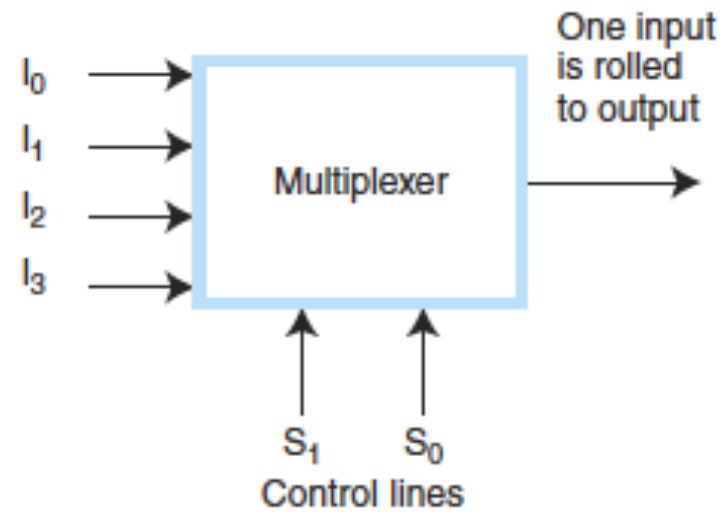 One input
is rolled
to output
I₀
I₁
I₂
I₃
Multiplexer
S₁ S₀
Control lines